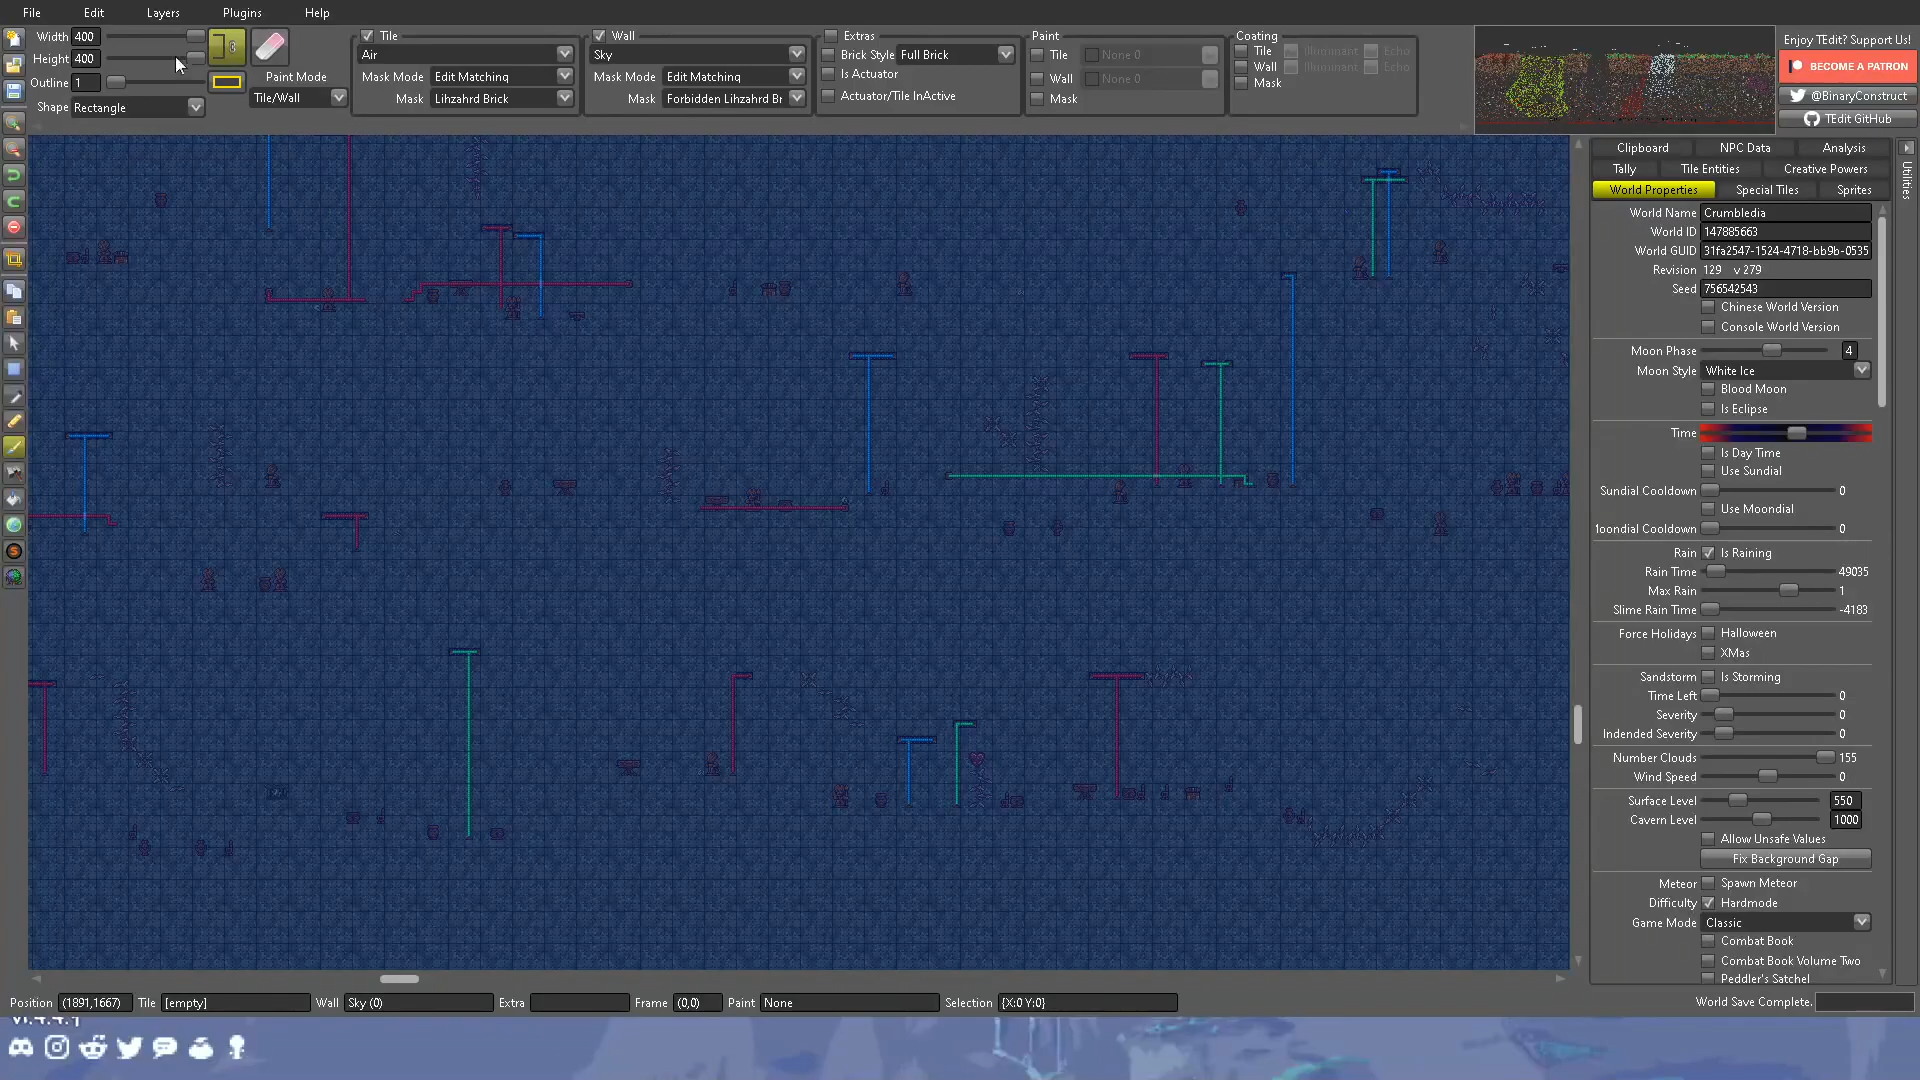 File Edit Layers Plugins Help
Width 400
Height 400
Outline 1
Shape Rectangle
Paint Mode
Tile/Wall
Tile
Air
Mask Mode Edit Matching
Mask Lihzahrd Brick
Wall
Sky
Mask Mode Edit Matching
Mask Forbidden Lihzahrd Br
Extras
Brick Style Full Brick
Is Actuator
Actuator/Tile InActive
Paint
Tile None 0
Wall None 0
Mask
Coating
Tile Illuminant Echo
Wall Illuminant Echo
Mask
Enjoy TEdit? Support Us!
BECOME A PATRON
@BinaryConstruct
TEdit GitHub
Clipboard NPC Data Analysis
Tally Tile Entities Creative Powers
World Properties Special Tiles Sprites
Utilities
World Name Crumbledia
World ID 147885663
World GUID 31fa2547-1524-4718-bb9b-0535
Revision 129 v 279
Seed 756542543
Chinese World Version
Console World Version
Moon Phase 4
Moon Style White Ice
Blood Moon
Is Eclipse
Time
Is Day Time
Use Sundial
Sundial Cooldown 0
Use Moondial
Moondial Cooldown 0
Rain Is Raining
Rain Time 49035
Max Rain 1
Slime Rain Time -4183
Force Holidays Halloween
XMas
Sandstorm Is Storming
Time Left 0
Severity 0
Indended Severity 0
Number Clouds 155
Wind Speed 0
Surface Level 550
Cavern Level 1000
Allow Unsafe Values
Fix Background Gap
Meteor Spawn Meteor
Difficulty Hardmode
Game Mode Classic
Combat Book
Combat Book Volume Two
Peddler's Satchel
Position (1891,1667) Tile [empty] Wall Sky (0) Extra Frame (0,0) Paint None Selection {X:0 Y:0} World Save Complete.
v1.4.4.9